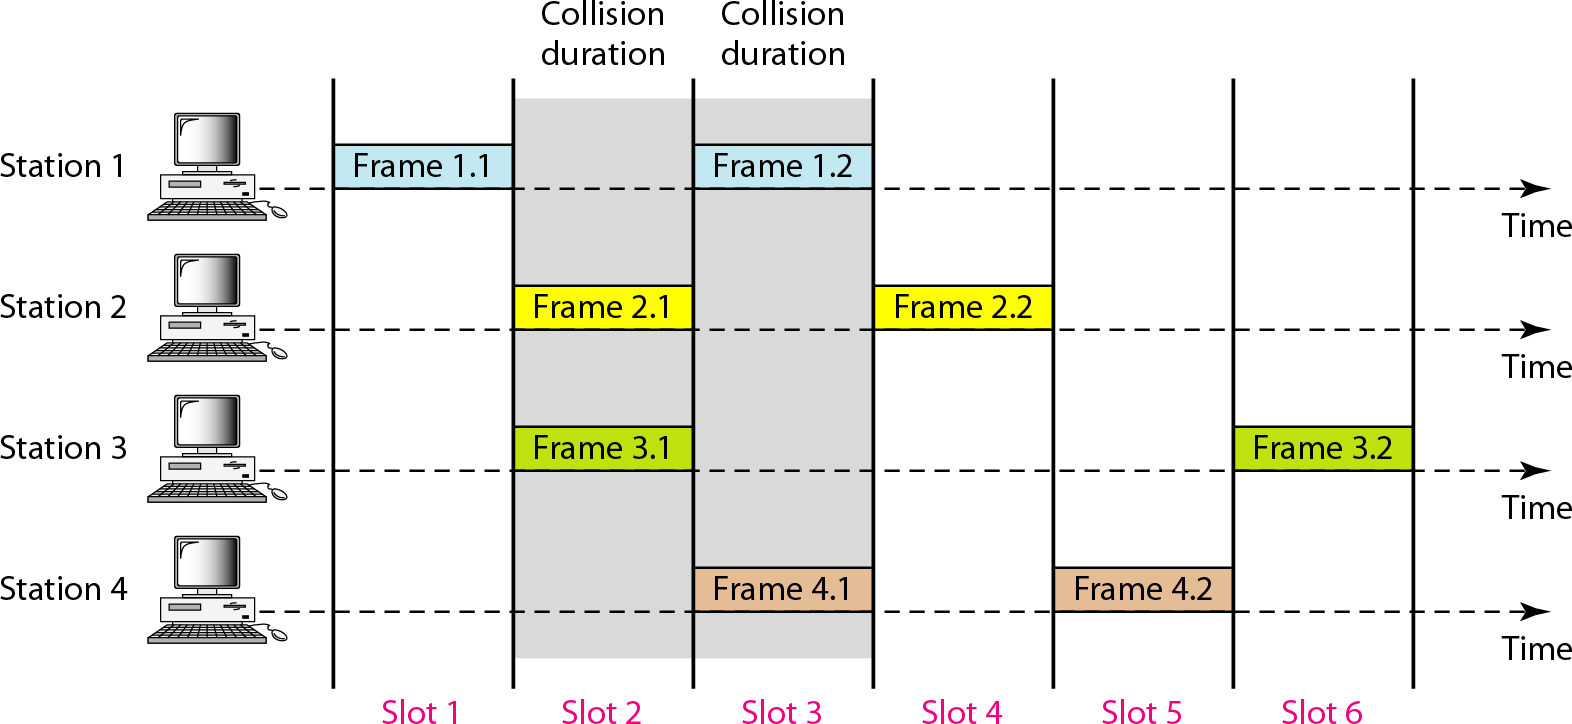 Collision
duration
Collision
duration
Station 1
Frame 1.1
Frame 1.2
Time
Station 2
Frame 2.1
Frame 2.2
Time
Station 3
Frame 3.1
Frame 3.2
Time
Station 4
Frame 4.1
Frame 4.2
Time
Slot 1
Slot 2
Slot 3
Slot 4
Slot 5
Slot 6